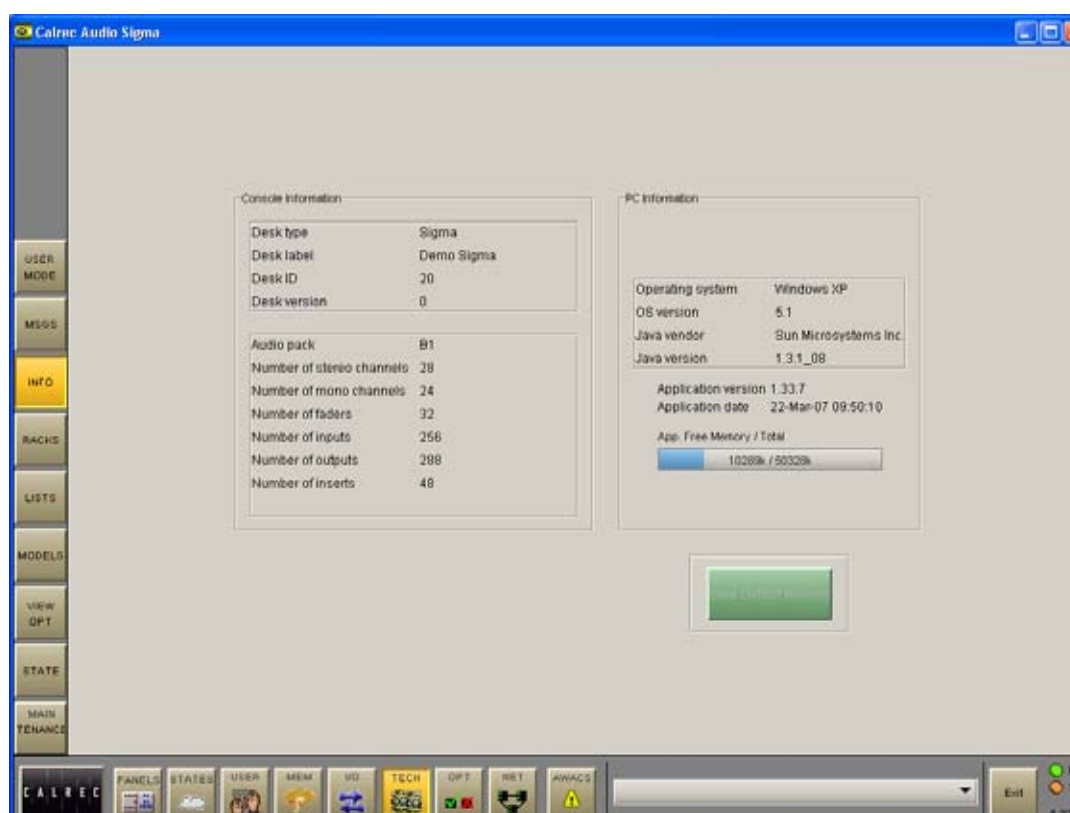 Calrec Audio Sigma
Console Information
Desk type Sigma
Desk label Demo Sigma
Desk ID 20
Desk version 0
Audio pack B1
Number of stereo channels 28
Number of mono channels 24
Number of faders 32
Number of inputs 256
Number of outputs 288
Number of inserts 48
PC Information
Operating system Windows XP
OS version 5.1
Java vendor Sun Microsystems Inc.
Java version 1.3.1_08
Application version 1.33.7
Application date 22-Mar-07 09:50:10
App. Free Memory / Total
10289k / 50328k
USER
MODE
MSGS
INFO
RACKS
LISTS
MODELS
VIEW
OPT
STATE
MAIN
TENANCE
CALREC
PANELS
STATES
USER
MEM
I/O
TECH
OPT
NET
AWACS
Exit